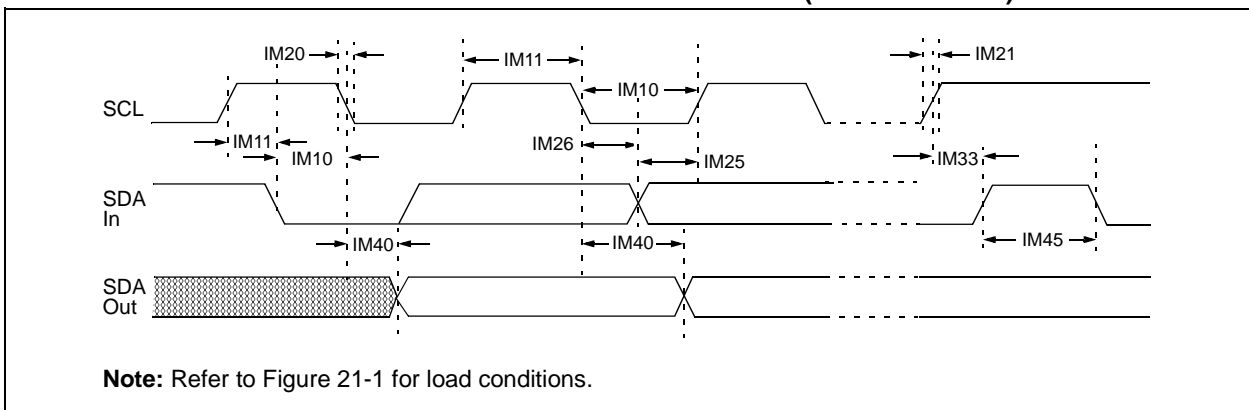 IM20
IM11
IM21
IM10
SCL
IM11
IM10
IM26
IM25
IM33
SDA
In
IM40
IM40
IM45
SDA
Out
Note: Refer to Figure 21-1 for load conditions.